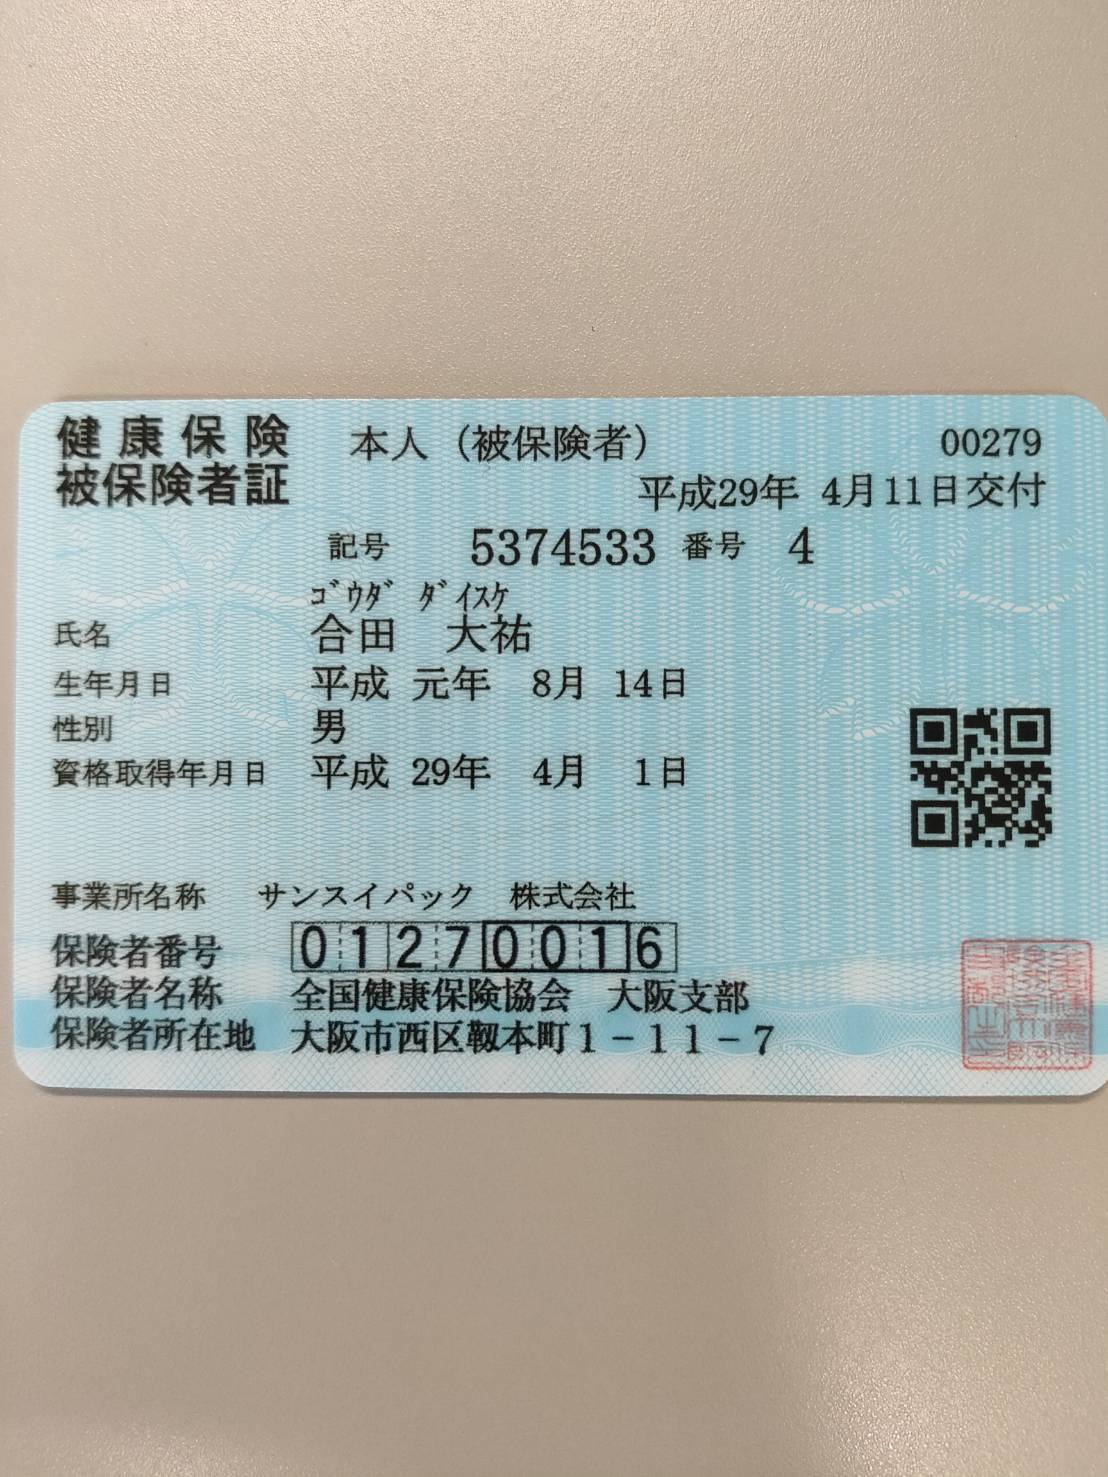 健康保険 本人（被保険者） 00279
被保険者証 平成29年 4月11日交付
記号 5374533 番号 4
ｺﾞｳﾀﾞ ﾀﾞｲｽｹ
氏名 合田 大祐
生年月日 平成 元年 8月 14日
性別 男
資格取得年月日 平成 29年 4月 1日
事業所名称 サンスイパック 株式会社
保険者番号 01270016
保険者名称 全国健康保険協会 大阪支部
保険者所在地 大阪市西区靱本町1－11－7